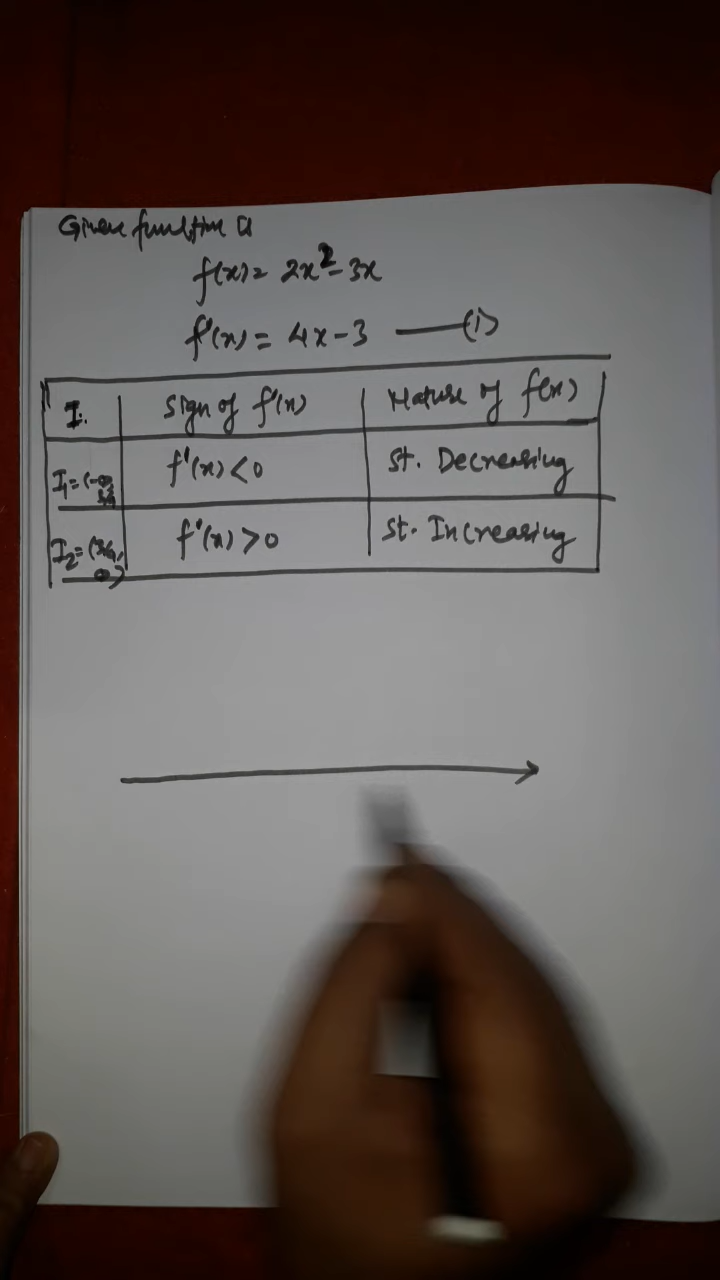 Given function is
f(x) = 2x² - 3x
f'(x) = 4x - 3 —(1)
I. sign of f'(x) Nature of f(x)
I₁ = (-∞, 3/4 f'(x) < 0 st. Decreasing
I₂ = (3/4, ∞) f'(x) > 0 st. Increasing